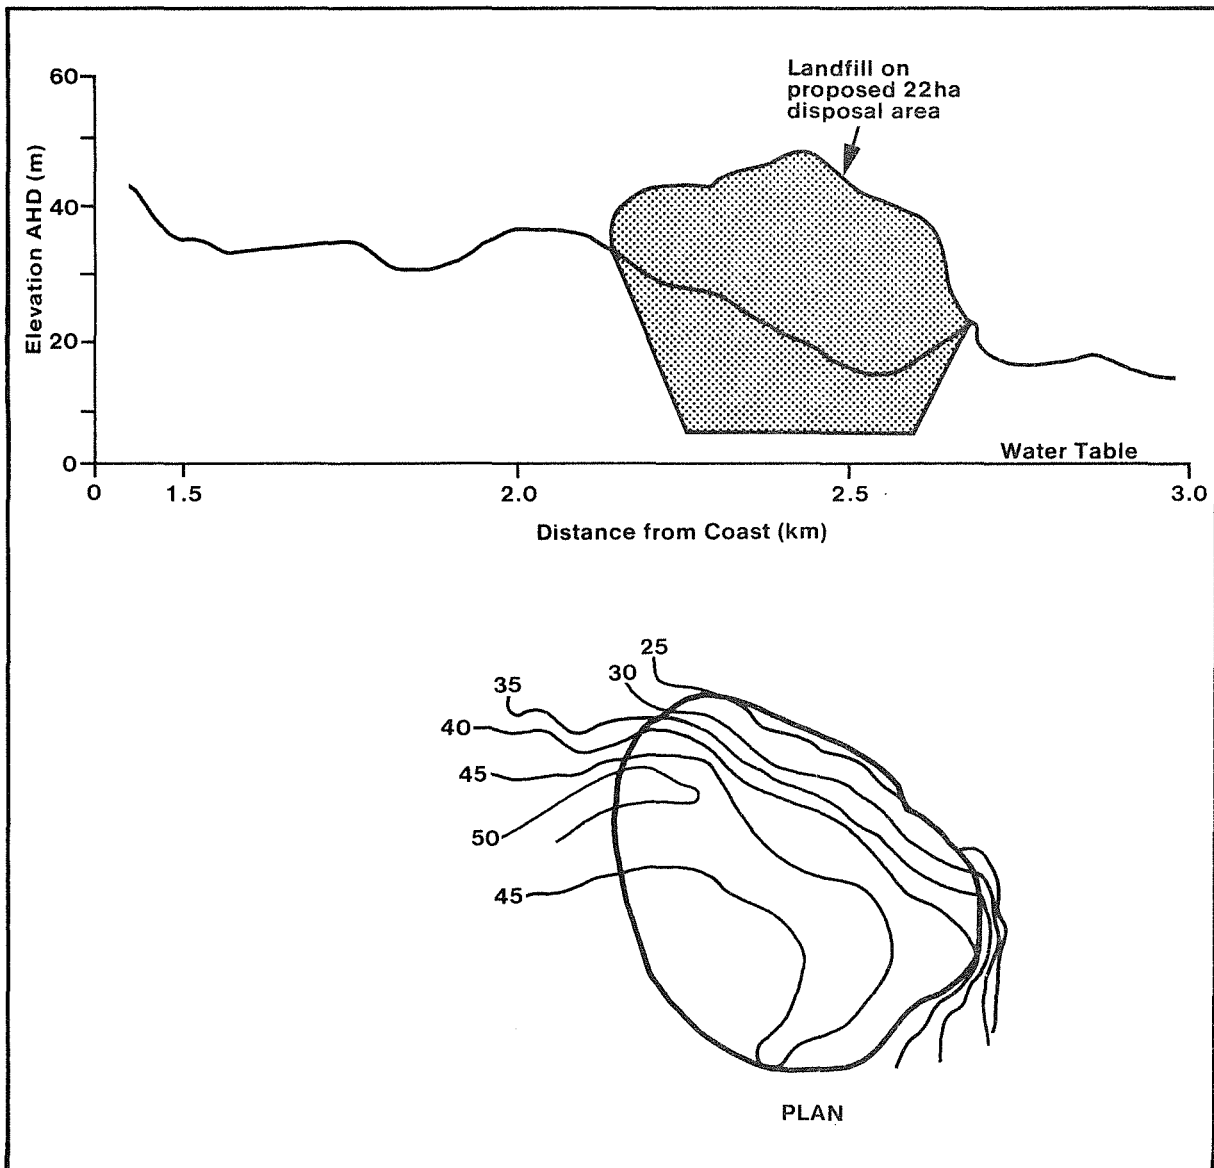 Landfill on
proposed 22ha
disposal area
Elevation AHD (m)
60
40
20
0
Water Table
0 1.5 2.0 2.5 3.0
Distance from Coast (km)
25
30
35
40
45
50
45
PLAN